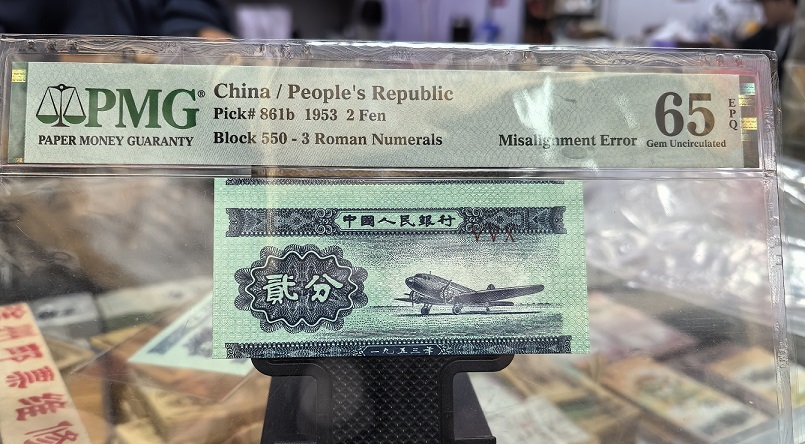 PMG®
PAPER MONEY GUARANTY
China / People's Republic
Pick# 861b 1953 2 Fen
Block 550 - 3 Roman Numerals
Misalignment Error
65
EPQ
Gem Uncirculated
中國人民銀行
V V X
貳分
一九五三年
票